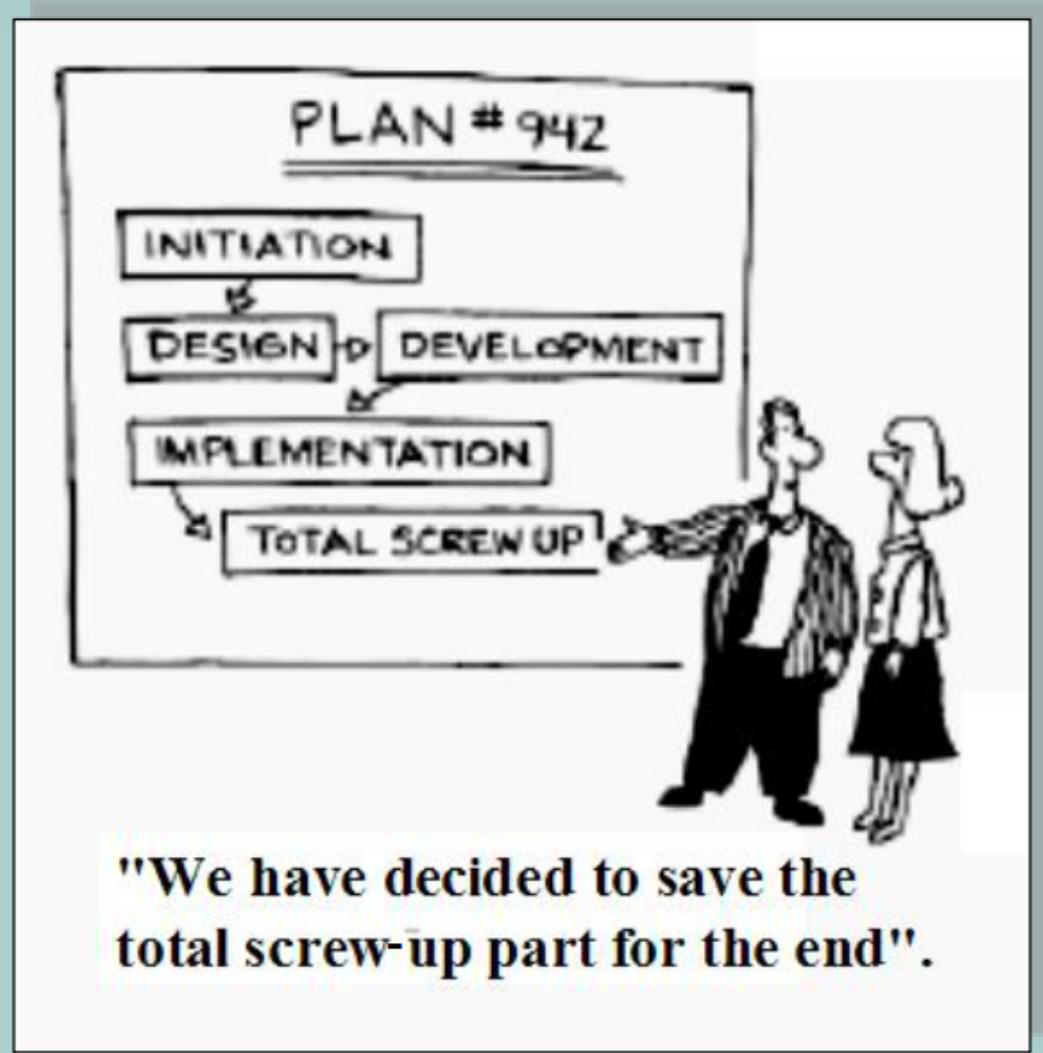 PLAN # 942
INITIATION
DESIGN DEVELOPMENT
IMPLEMENTATION
TOTAL SCREW UP
"We have decided to save the
total screw-up part for the end".